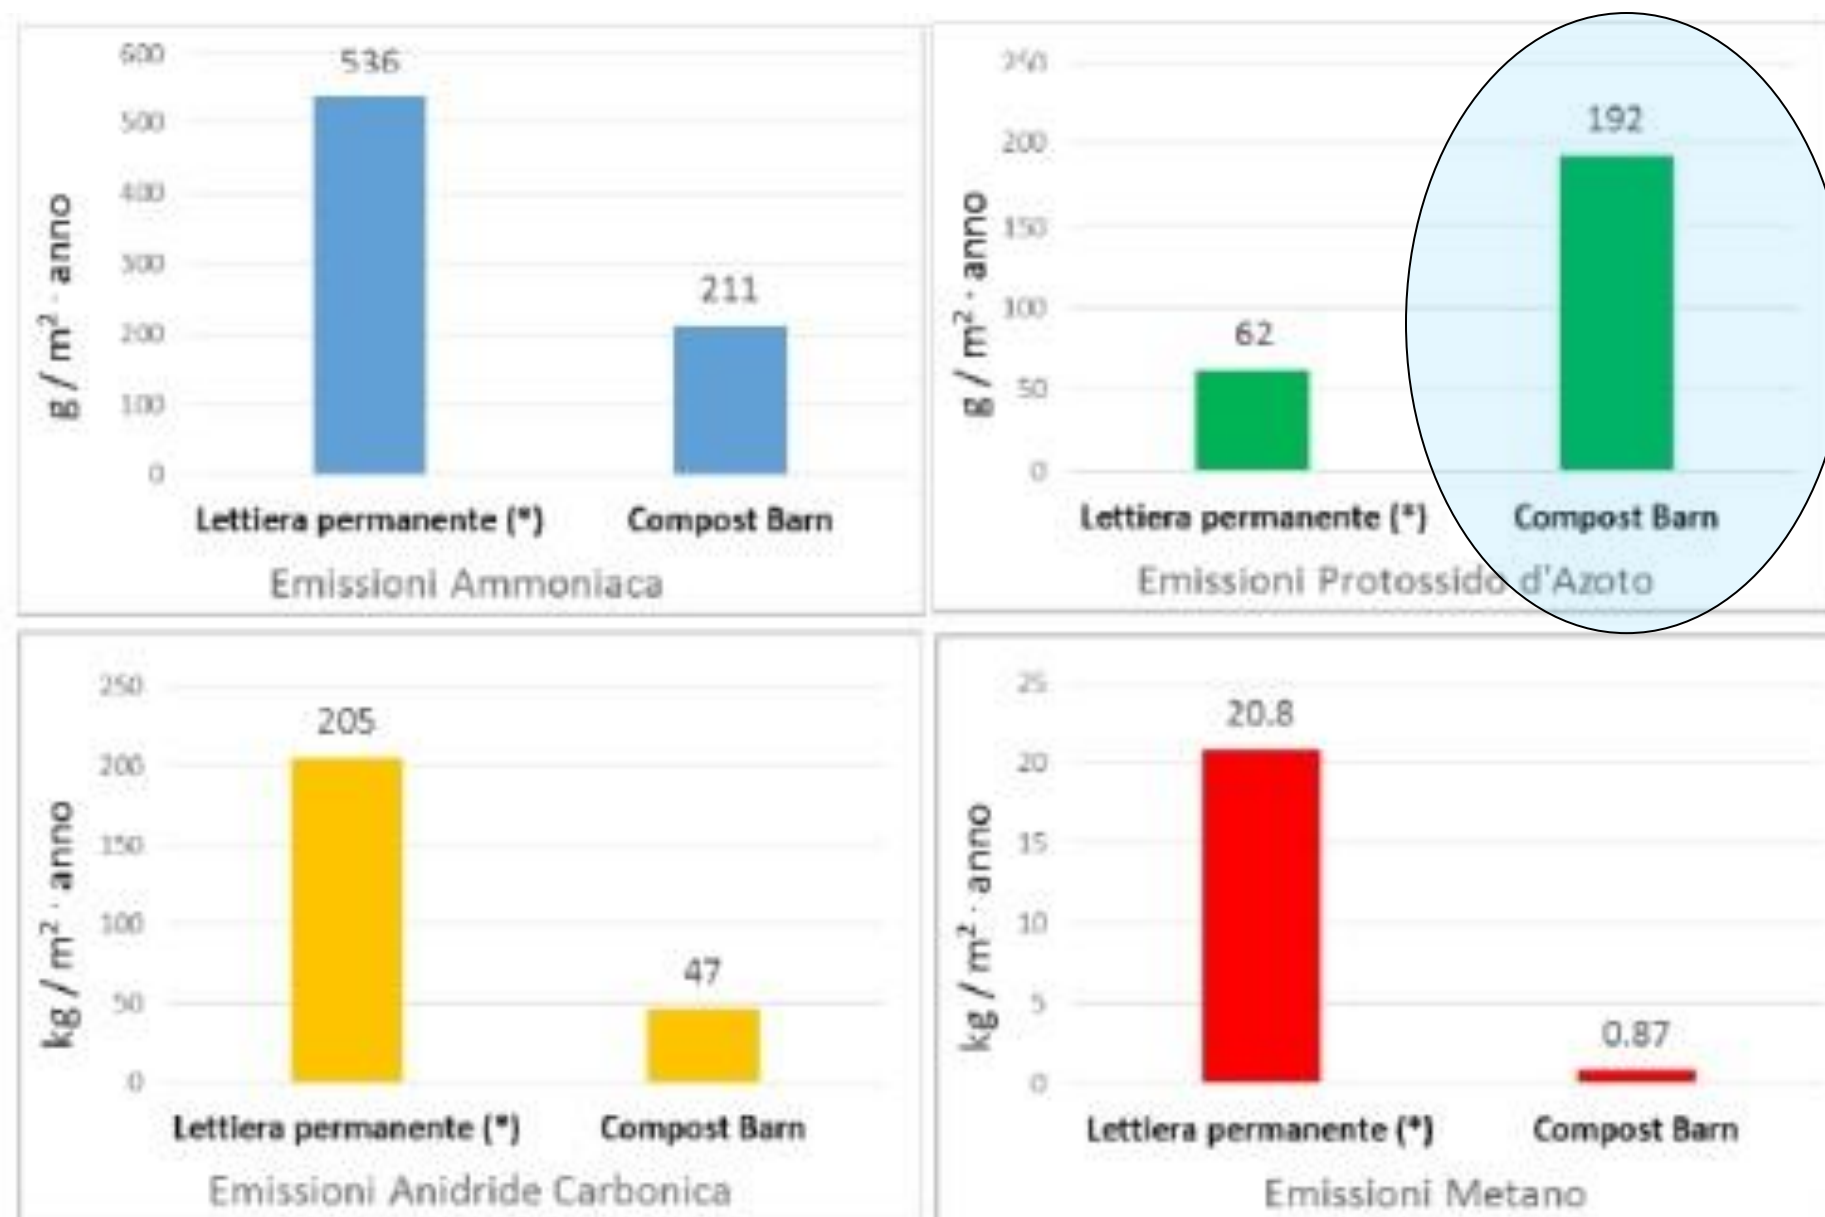 600
536
500
400
300
211
200
100
0
g / m² · anno
Lettiera permanente (*) Compost Barn
Emissioni Ammoniaca
250
192
200
150
100
62
50
0
g / m² · anno
Lettiera permanente (*) Compost Barn
Emissioni Protossido d'Azoto
250
205
200
150
100
47
50
0
kg / m² · anno
Lettiera permanente (*) Compost Barn
Emissioni Anidride Carbonica
25
20.8
20
15
10
5
0.87
0
kg / m² · anno
Lettiera permanente (*) Compost Barn
Emissioni Metano